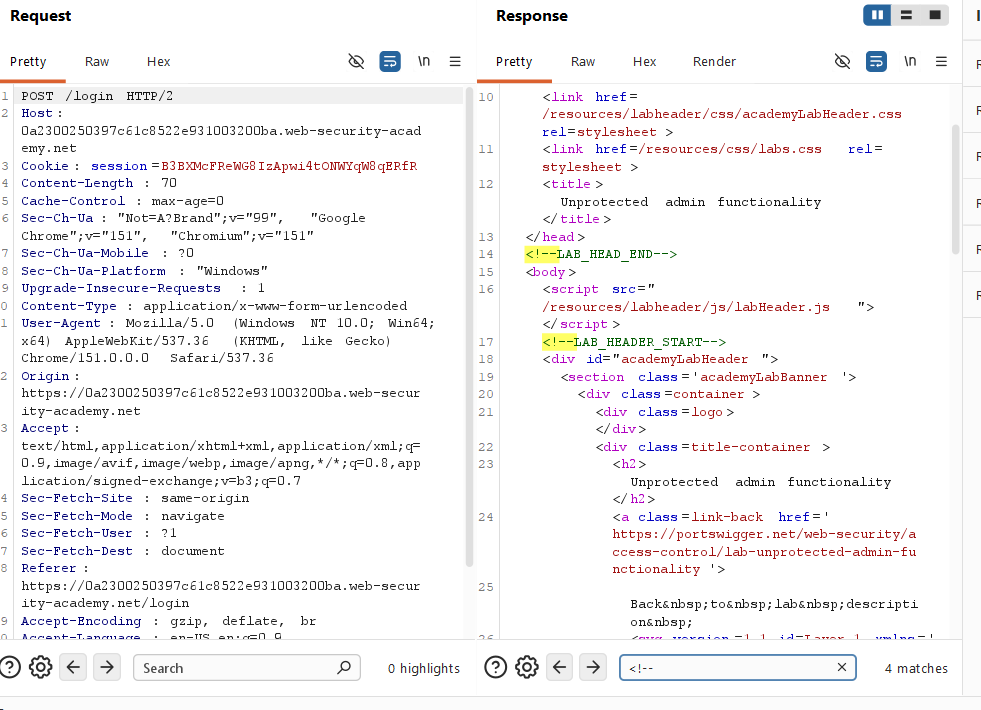 Request
Pretty Raw Hex \n
1 POST /login HTTP/2
2 Host :
0a2300250397c61c8522e931003200ba.web-security-acad
emy.net
3 Cookie : session =B3BXMcFReWG8IzApwi4tONWYqW8qERfR
4 Content-Length : 70
5 Cache-Control : max-age=0
6 Sec-Ch-Ua : "Not=A?Brand";v="99", "Google
Chrome";v="151", "Chromium";v="151"
7 Sec-Ch-Ua-Mobile : ?0
8 Sec-Ch-Ua-Platform : "Windows"
9 Upgrade-Insecure-Requests : 1
0 Content-Type : application/x-www-form-urlencoded
1 User-Agent : Mozilla/5.0 (Windows NT 10.0; Win64;
x64) AppleWebKit/537.36 (KHTML, like Gecko)
Chrome/151.0.0.0 Safari/537.36
2 Origin :
https://0a2300250397c61c8522e931003200ba.web-secur
ity-academy.net
3 Accept :
text/html,application/xhtml+xml,application/xml;q=
0.9,image/avif,image/webp,image/apng,*/*;q=0.8,app
lication/signed-exchange;v=b3;q=0.7
4 Sec-Fetch-Site : same-origin
5 Sec-Fetch-Mode : navigate
6 Sec-Fetch-User : ?1
7 Sec-Fetch-Dest : document
8 Referer :
https://0a2300250397c61c8522e931003200ba.web-secur
ity-academy.net/login
9 Accept-Encoding : gzip, deflate, br
0 Accept-Language : en-US,en;q=0.9
Search
0 highlights
Response
Pretty Raw Hex Render \n
10 <link href=
/resources/labheader/css/academyLabHeader.css
rel=stylesheet >
11 <link href=/resources/css/labs.css rel=
stylesheet >
12 <title >
Unprotected admin functionality
</title >
13 </head >
14 <!--LAB_HEAD_END-->
15 <body >
16 <script src="
/resources/labheader/js/labHeader.js ">
</script >
17 <!--LAB_HEADER_START-->
18 <div id="academyLabHeader ">
19 <section class='academyLabBanner '>
20 <div class=container >
21 <div class=logo >
</div>
22 <div class=title-container >
23 <h2>
Unprotected admin functionality
</h2>
24 <a class=link-back href='
https://portswigger.net/web-security/a
ccess-control/lab-unprotected-admin-fu
nctionality '>
25
Back&nbsp;to&nbsp;lab&nbsp;descripti
on&nbsp;
26 <svg version=1.1 id=Layer_1 xmlns='
<!--
4 matches